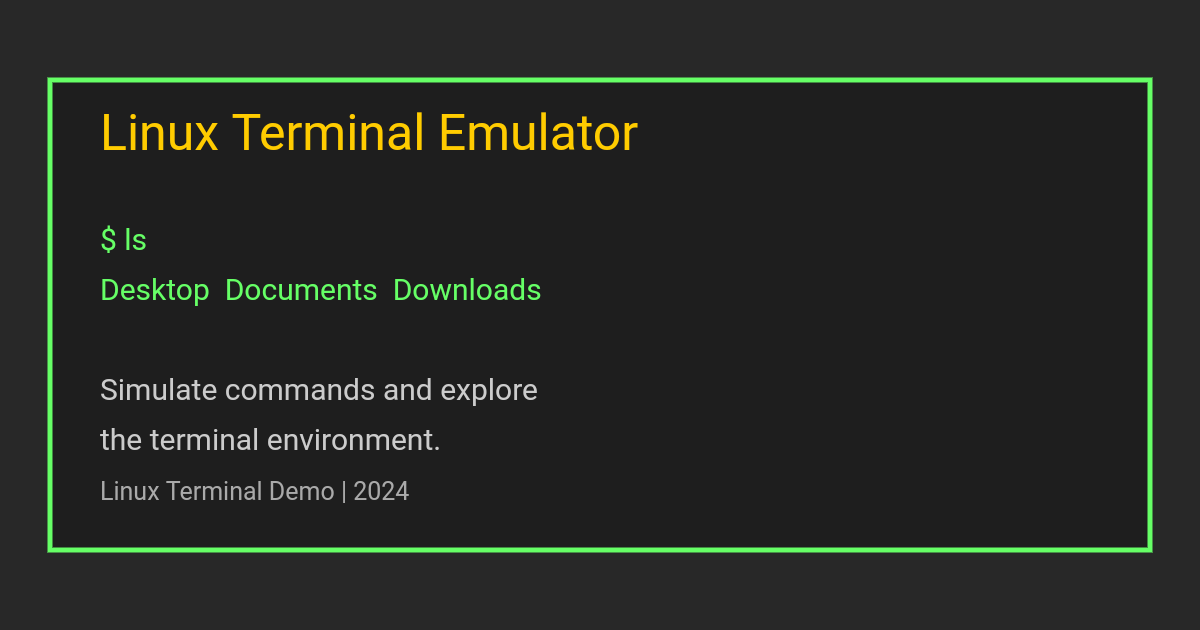 Linux Terminal Emulator
$ ls
Desktop  Documents  Downloads
Simulate commands and explore
the terminal environment.
Linux Terminal Demo | 2024